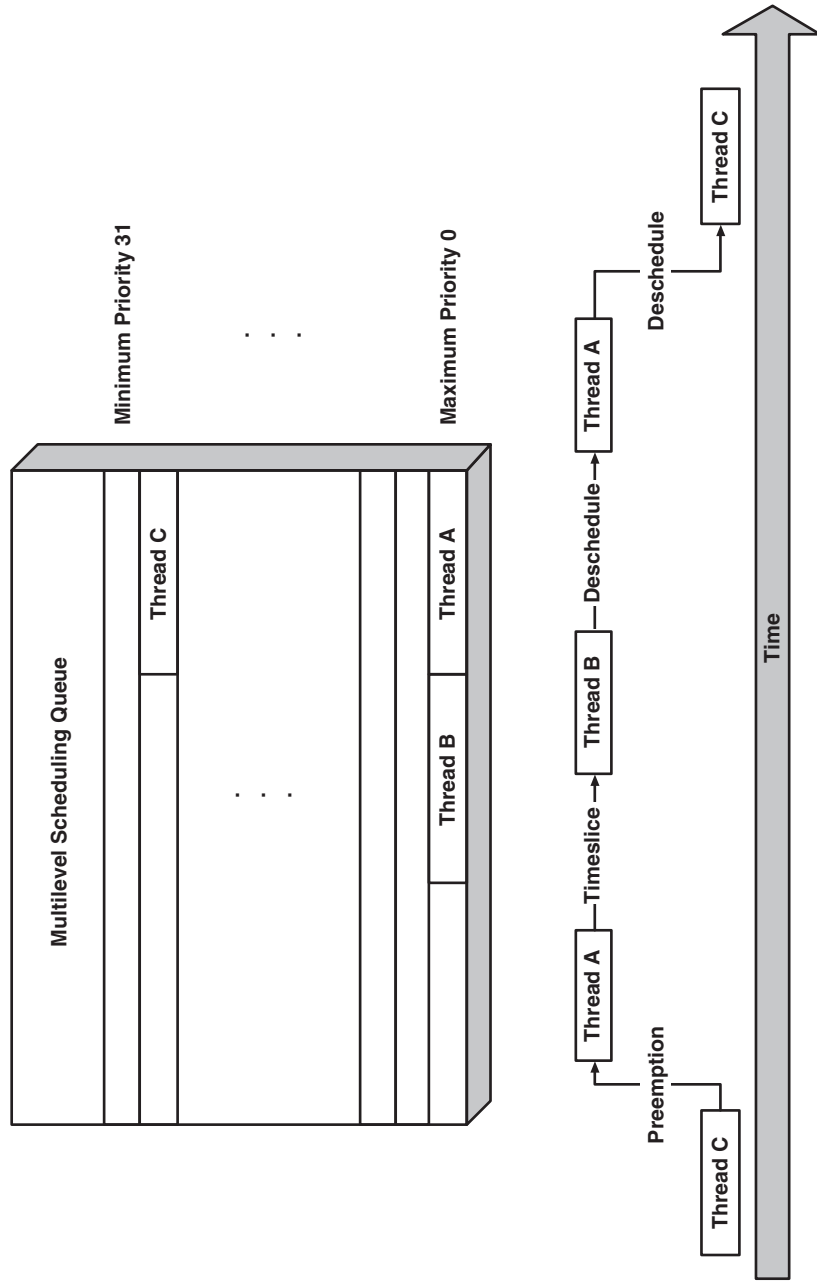 Multilevel Scheduling Queue
Minimum Priority 31
Thread C
. . .
. . .
Thread B
Thread A
Maximum Priority 0
Thread C
Preemption
Thread A
Timeslice
Thread B
Deschedule
Thread A
Deschedule
Thread C
Time